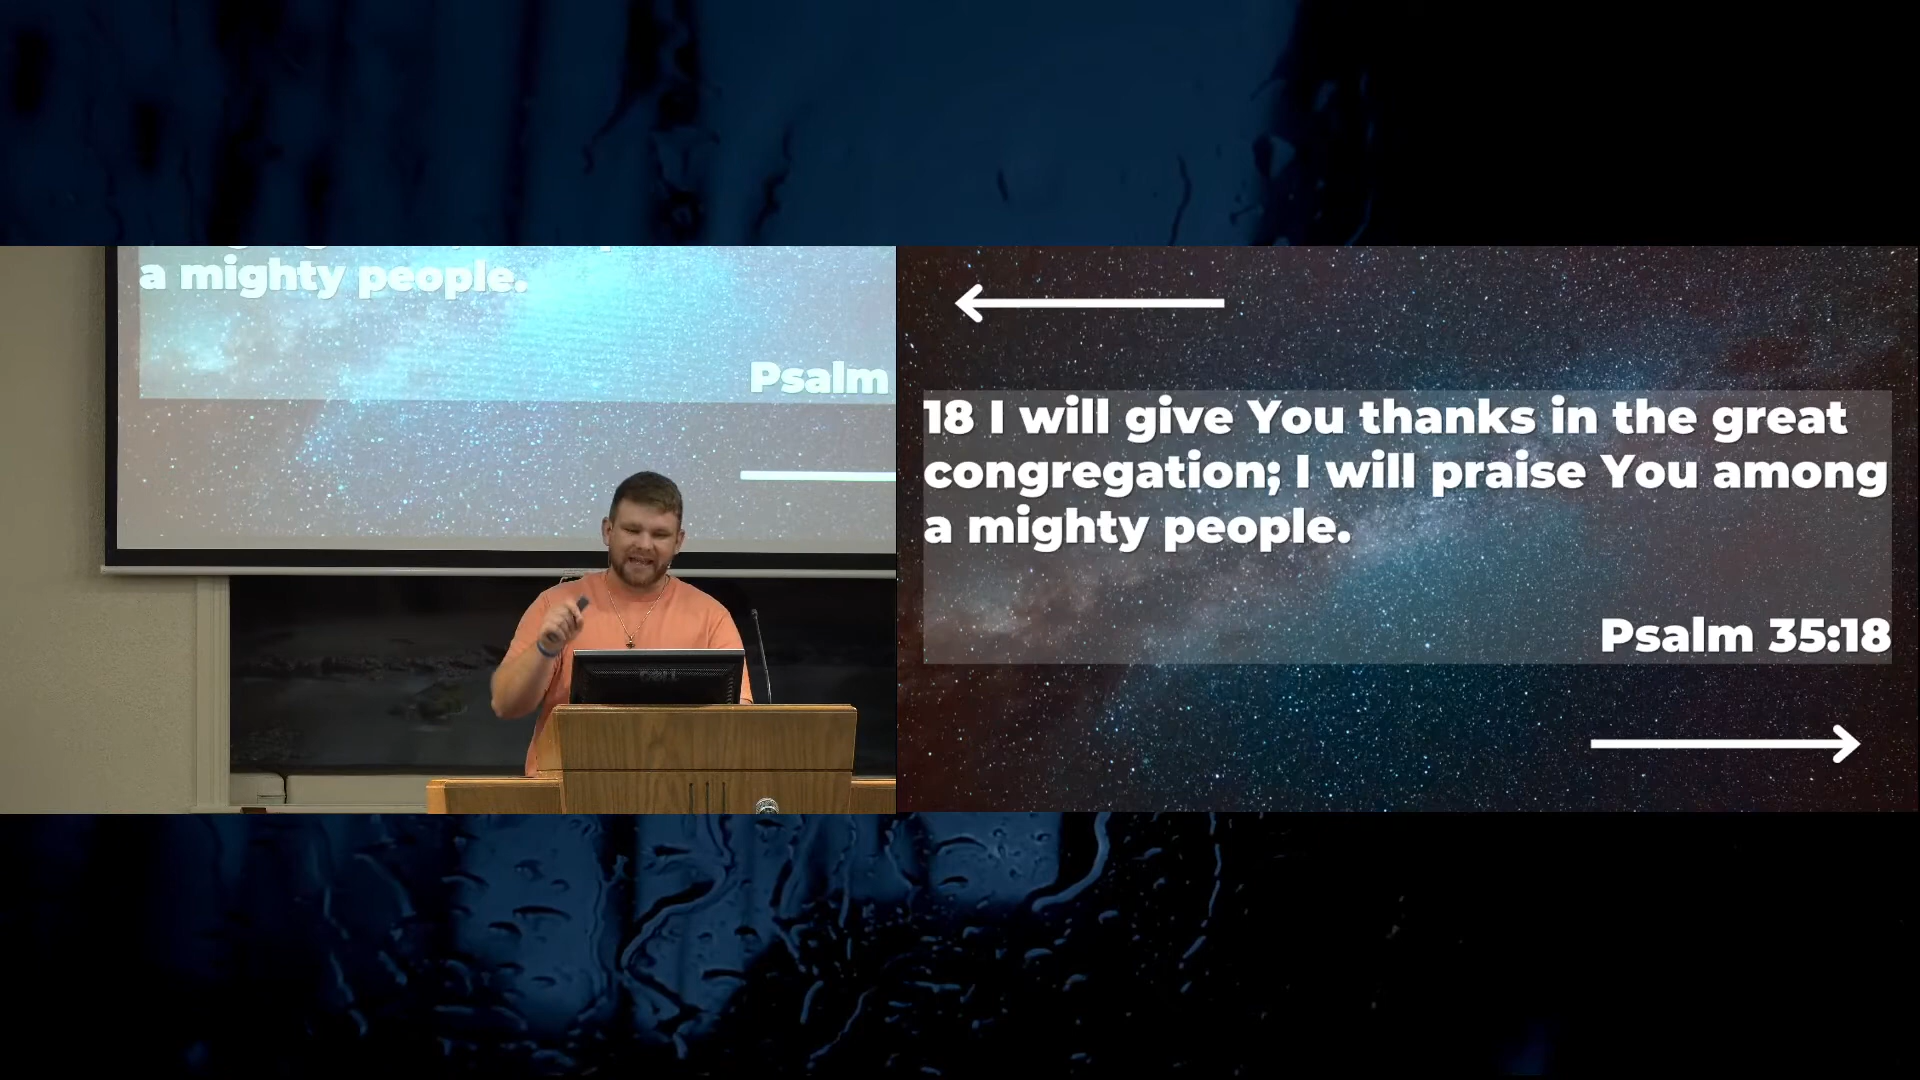 a mighty people.
Psalm
18 I will give You thanks in the great
congregation; I will praise You among
a mighty people.
Psalm 35:18